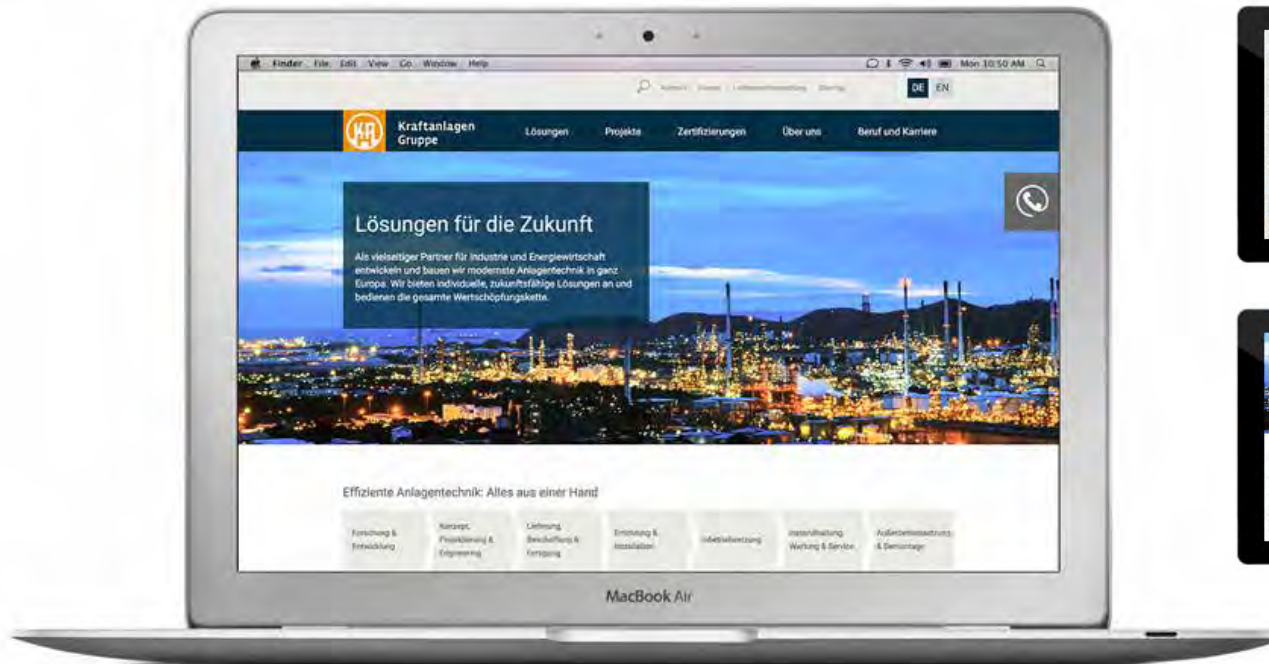 Finder File Edit View Go Window Help
Mon 10:50 AM
DE EN
KA
Kraftanlagen
Gruppe
Lösungen Projekte Zertifizierungen Über uns Beruf und Karriere
Lösungen für die Zukunft
Als vielseitiger Partner für Industrie und Energiewirtschaft
entwickeln und bauen wir modernste Anlagentechnik in ganz
Europa. Wir bieten individuelle, zukunftsfähige Lösungen an und
bedienen die gesamte Wertschöpfungskette.
Effiziente Anlagentechnik: Alles aus einer Hand
Forschung &
Entwicklung
Konzept,
Projektierung &
Engineering
Lieferung,
Beschaffung &
Fertigung
Errichtung &
Installation
Inbetriebsetzung
Instandhaltung,
Wartung & Service
Außerbetriebsetzung
& Demontage
MacBook Air